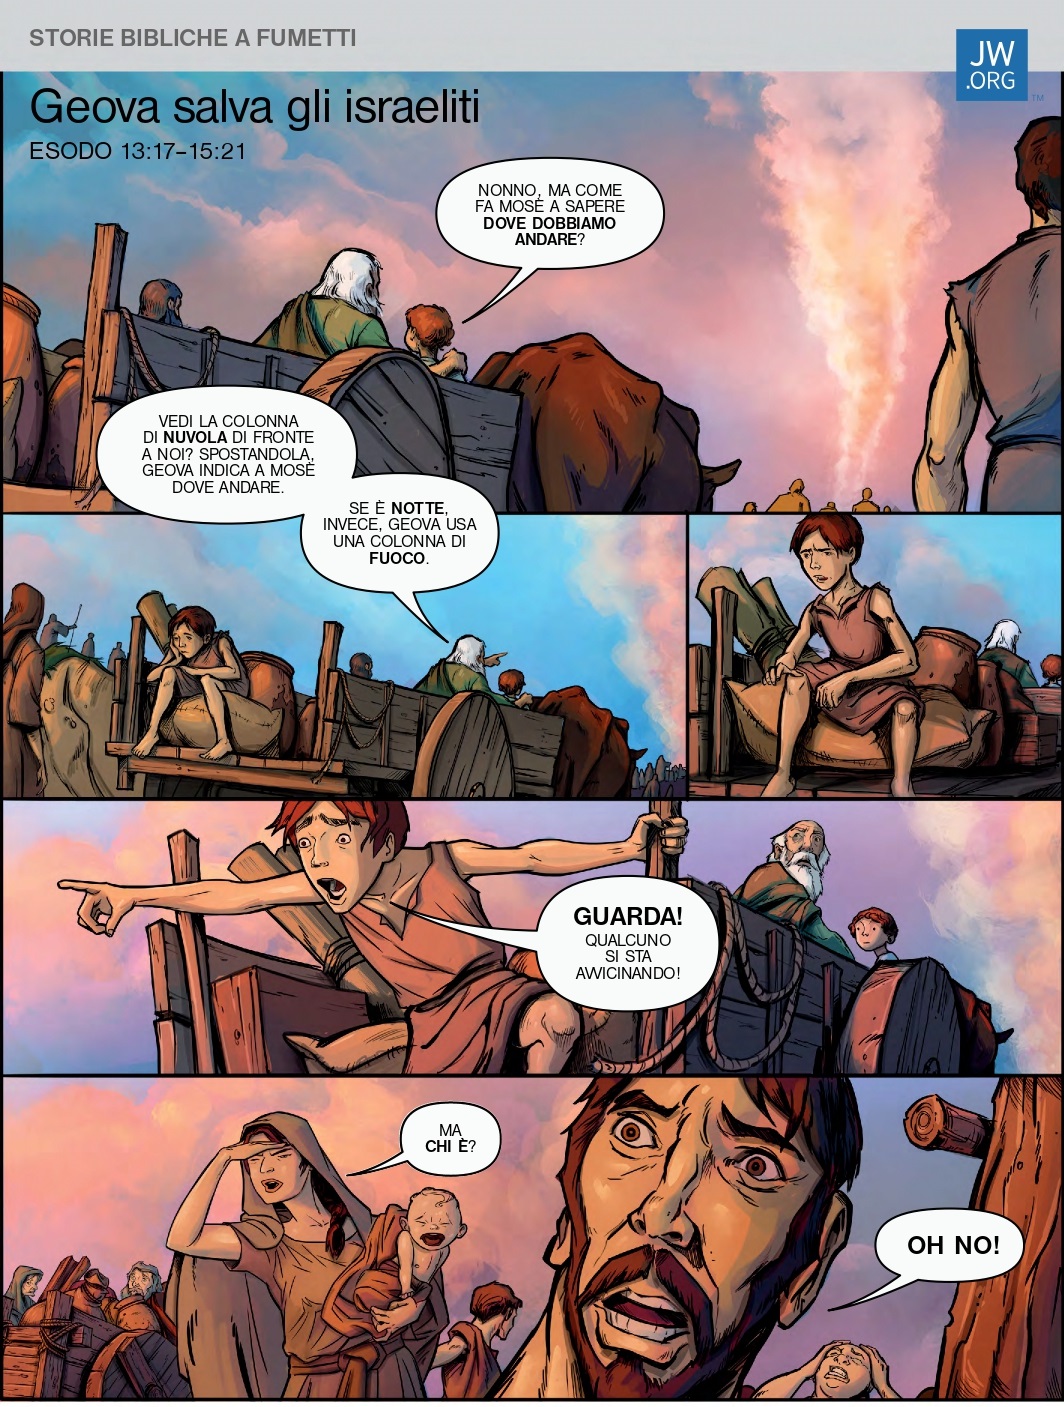 STORIE BIBLICHE A FUMETTI
JW
.ORG
TM
Geova salva gli israeliti
ESODO 13:17–15:21
NONNO, MA COME
FA MOSÈ A SAPERE
DOVE DOBBIAMO
ANDARE?
VEDI LA COLONNA
DI NUVOLA DI FRONTE
A NOI? SPOSTANDOLA,
GEOVA INDICA A MOSÈ
DOVE ANDARE.
SE È NOTTE,
INVECE, GEOVA USA
UNA COLONNA DI
FUOCO.
GUARDA!
QUALCUNO
SI STA
AVVICINANDO!
MA
CHI È?
OH NO!